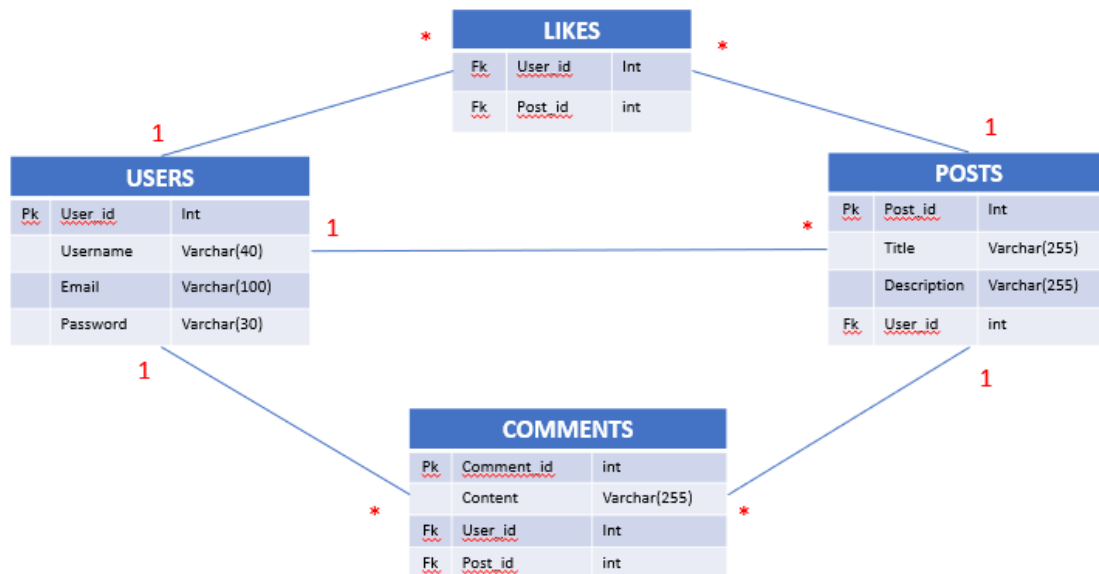 LIKES
* *
Fk User_id Int
Fk Post_id int
1 1
USERS
Pk User_id Int
Username Varchar(40)
Email Varchar(100)
Password Varchar(30)
1 *
POSTS
Pk Post_id Int
Title Varchar(255)
Description Varchar(255)
Fk User_id int
1 1
COMMENTS
Pk Comment_id int
Content Varchar(255)
Fk User_id Int
Fk Post_id int
* *